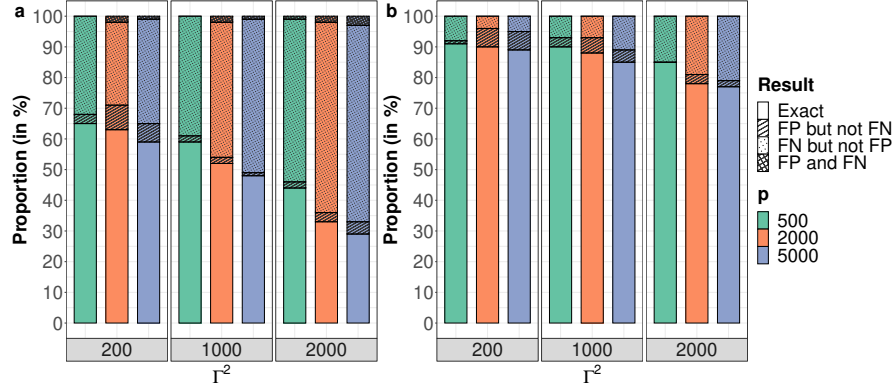 a
Proportion (in %)
100
90
80
70
60
50
40
30
20
10
0
200
1000
2000
Γ²
b
Proportion (in %)
100
90
80
70
60
50
40
30
20
10
0
200
1000
2000
Γ²
Result
Exact
FP but not FN
FN but not FP
FP and FN
p
500
2000
5000